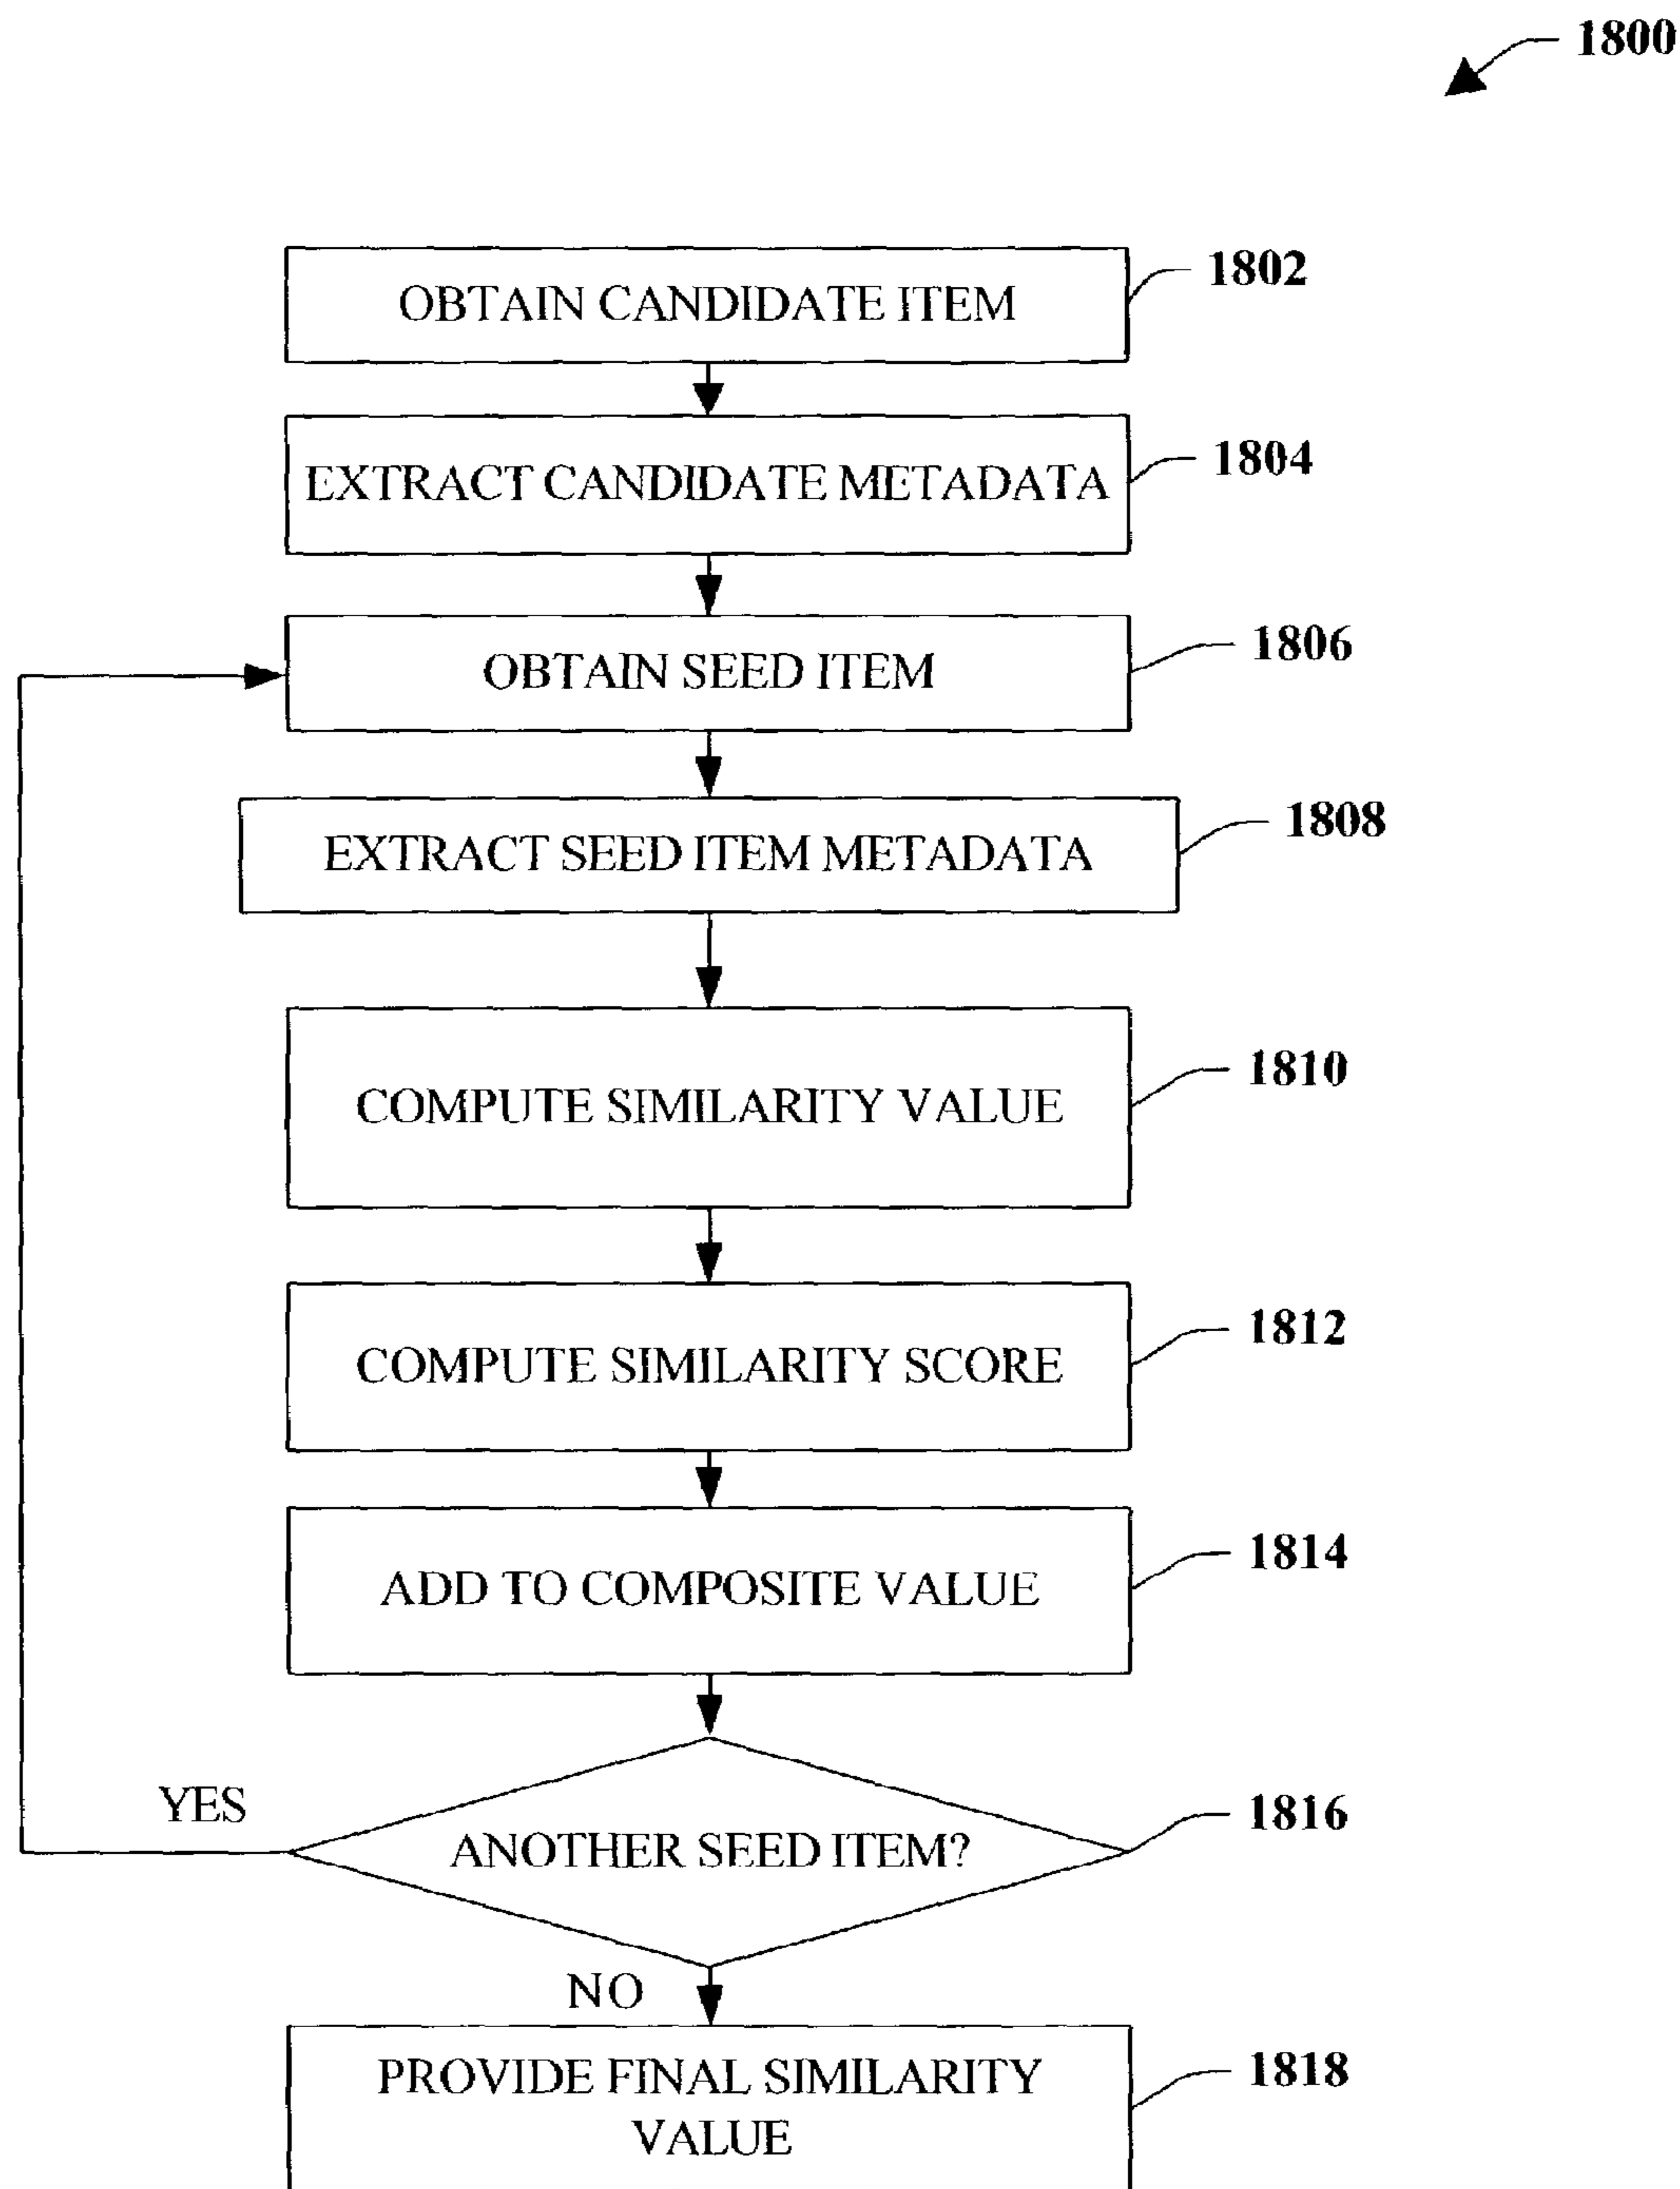 1800
OBTAIN CANDIDATE ITEM
1802
EXTRACT CANDIDATE METADATA
1804
OBTAIN SEED ITEM
1806
EXTRACT SEED ITEM METADATA
1808
COMPUTE SIMILARITY VALUE
1810
COMPUTE SIMILARITY SCORE
1812
ADD TO COMPOSITE VALUE
1814
YES
ANOTHER SEED ITEM?
1816
NO
PROVIDE FINAL SIMILARITY
VALUE
1818